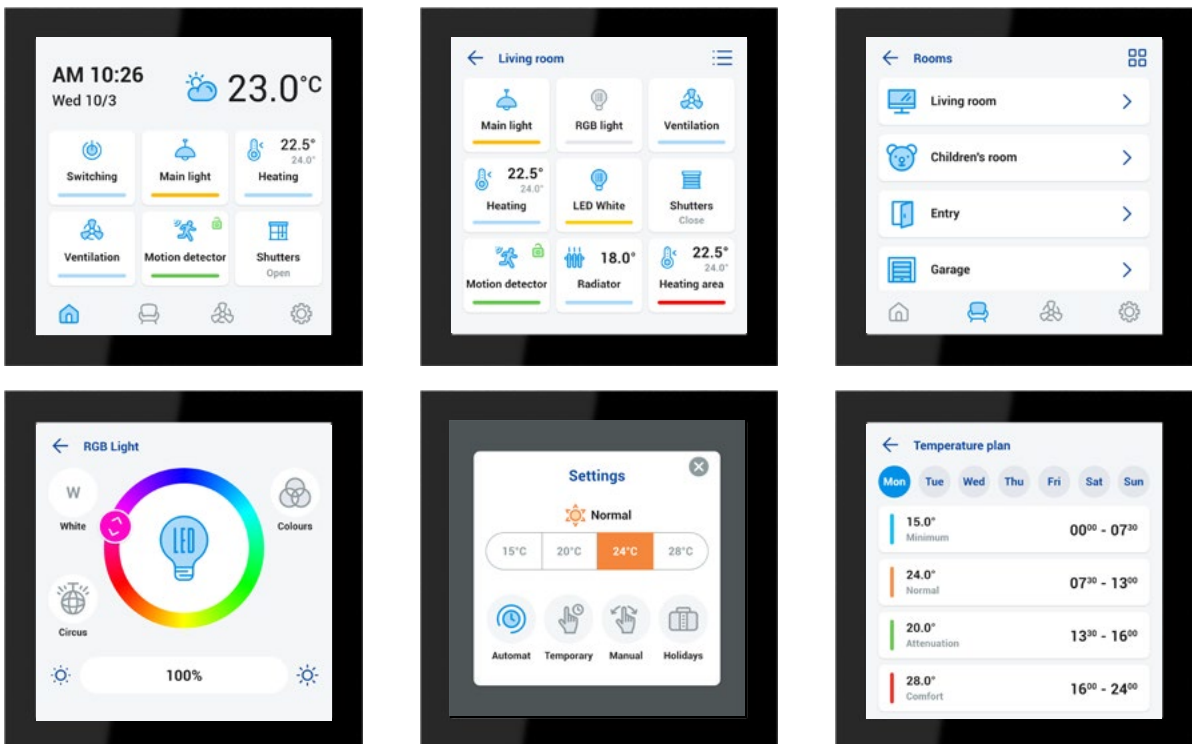 AM 10:26
Wed 10/3
23.0°C
Switching
Main light
22.5°
24.0°
Heating
Ventilation
Motion detector
Shutters
Open
Living room
Main light
RGB light
Ventilation
22.5°
24.0°
Heating
LED White
Shutters
Close
Motion detector
18.0°
Radiator
22.5°
24.0°
Heating area
Rooms
Living room
Children's room
Entry
Garage
RGB Light
W
White
Colours
LED
Circus
100%
Settings
Normal
15°C 20°C 24°C 28°C
Automat Temporary Manual Holidays
Temperature plan
Mon Tue Wed Thu Fri Sat Sun
15.0°
Minimum
00⁰⁰ - 07³⁰
24.0°
Normal
07³⁰ - 13⁰⁰
20.0°
Attenuation
13³⁰ - 16⁰⁰
28.0°
Comfort
16⁰⁰ - 24⁰⁰